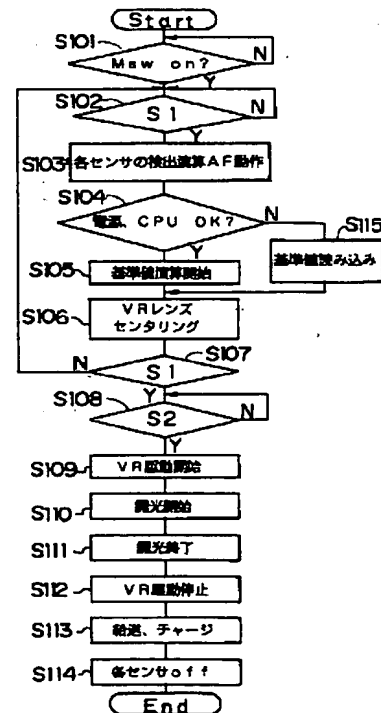 Start
S101
Msw on?
N
Y
S102
S1
N
Y
S103
各センサの検出演算AF動作
S104
電源、CPU OK?
N
Y
S115
基準値読み込み
S105
基準値演算開始
S106
VRレンズ
センタリング
S107
S1
N
Y
S108
S2
N
Y
S109
VR駆動開始
S110
露光開始
S111
露光終了
S112
VR駆動停止
S113
給送、チャージ
S114
各センサoff
End